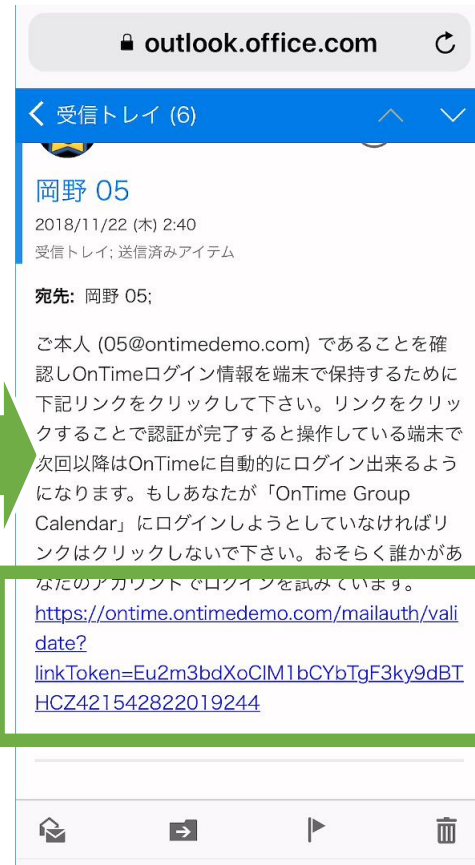 outlook.office.com
受信トレイ (6)
岡野 05
2018/11/22 (木) 2:40
受信トレイ; 送信済みアイテム
宛先: 岡野 05;
ご本人 (05@ontimedemo.com) であることを確
認しOnTimeログイン情報を端末で保持するために
下記リンクをクリックして下さい。リンクをクリッ
クすることで認証が完了すると操作している端末で
次回以降はOnTimeに自動的にログイン出来るよう
になります。もしあなたが「OnTime Group
Calendar」にログインしようとしていなければリ
ンクはクリックしないで下さい。おそらく誰かがあ
なたのアカウントでログインを試みています。
https://ontime.ontimedemo.com/mailauth/vali
date?
linkToken=Eu2m3bdXoClM1bCYbTgF3ky9dBT
HCZ421542822019244